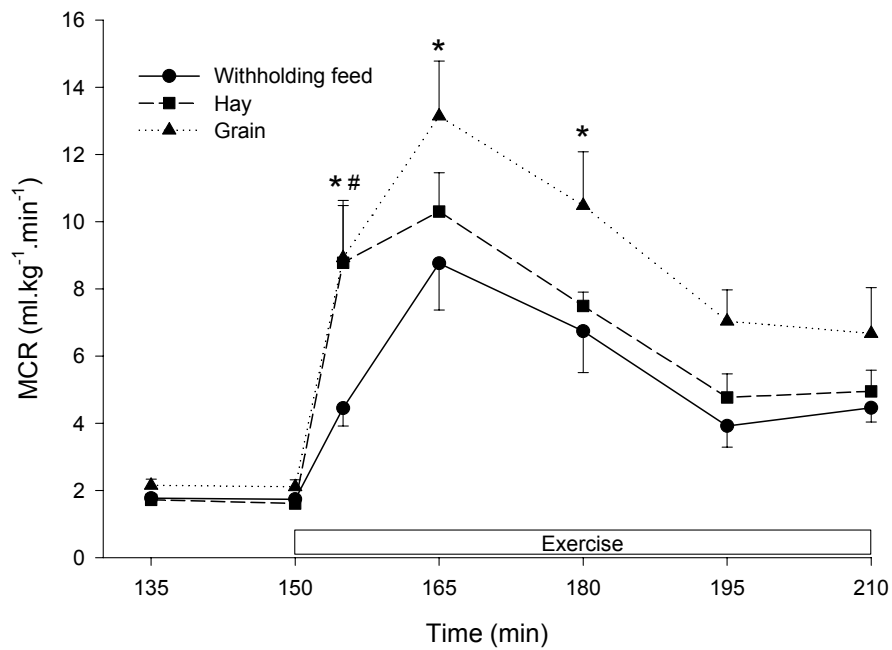 16
14
12
10
8
6
4
2
0
MCR (ml.kg⁻¹.min⁻¹)
Withholding feed
Hay
Grain
* #
*
*
Exercise
135 150 165 180 195 210
Time (min)